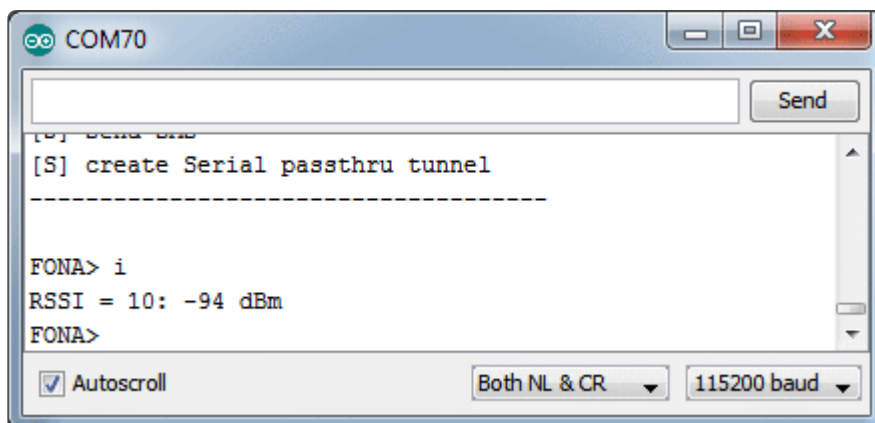 COM70
Send
[S] create Serial passthru tunnel
-------------------------------------
FONA> i
RSSI = 10: -94 dBm
FONA>
Autoscroll
Both NL & CR
115200 baud